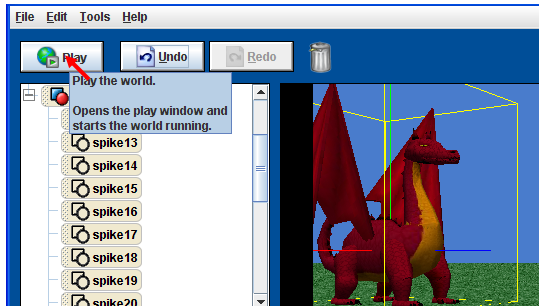 File Edit Tools Help
Play Undo Redo
Play the world.
Opens the play window and
starts the world running.
spike13
spike14
spike15
spike16
spike17
spike18
spike19
spike20